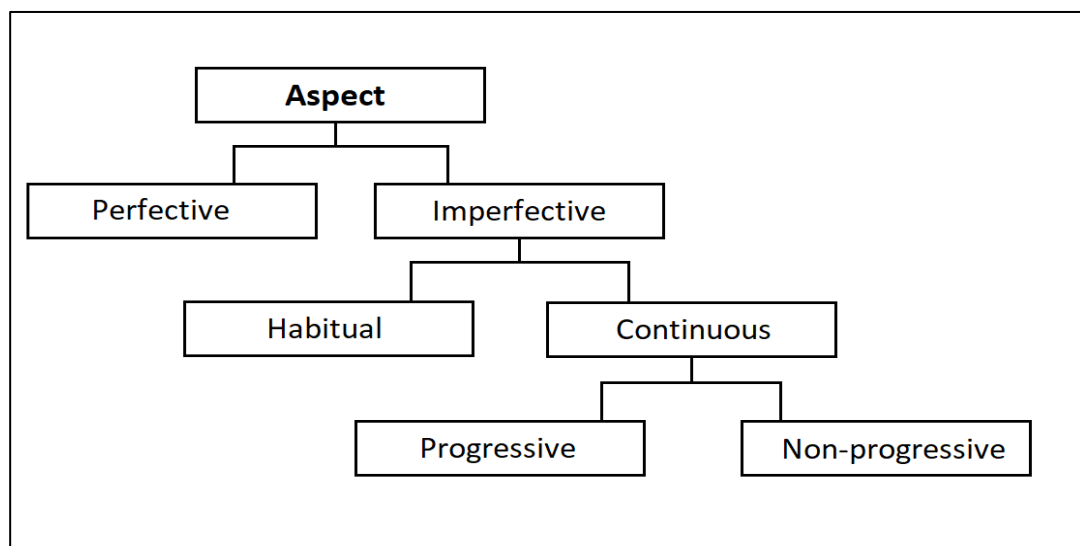 Aspect
Perfective
Imperfective
Habitual
Continuous
Progressive
Non-progressive